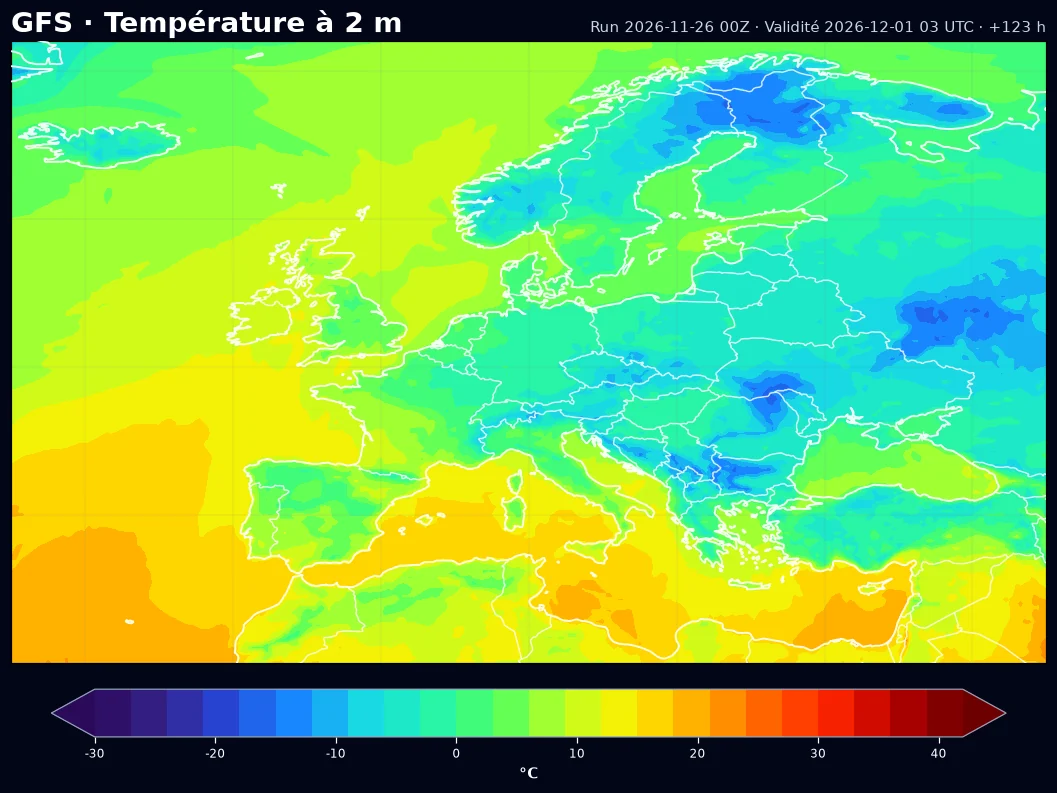 GFS · Température à 2 m
Run 2026-11-26 00Z · Validité 2026-12-01 03 UTC · +123 h
-30 -20 -10 0 10 20 30 40
°C